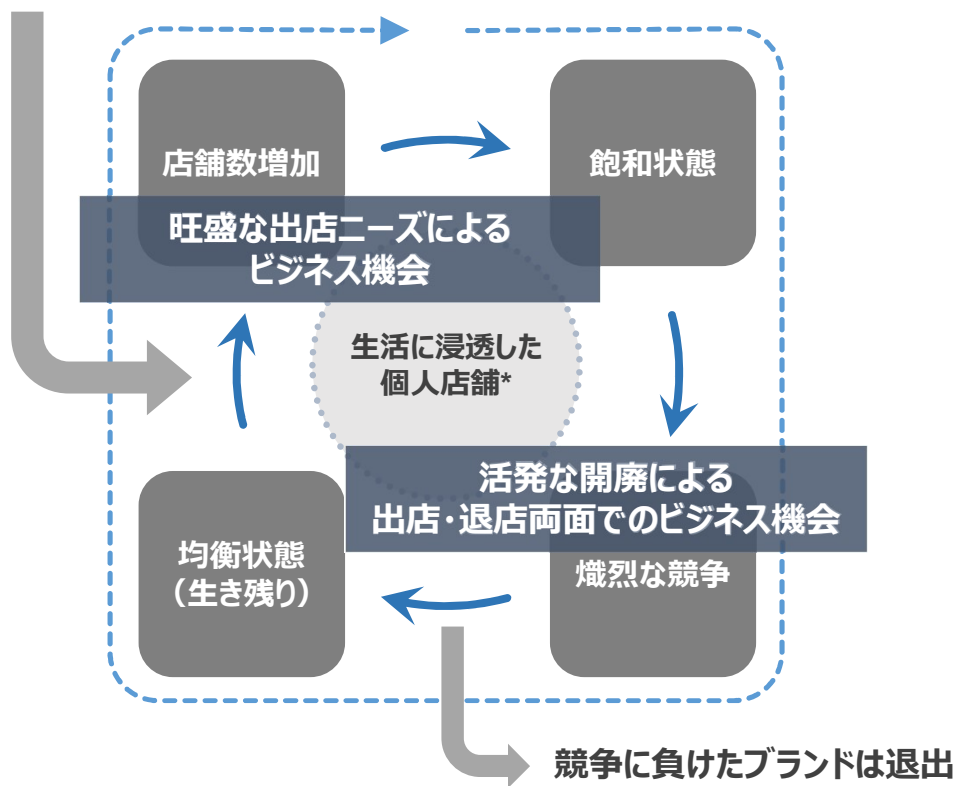 店舗数増加
飽和状態
旺盛な出店ニーズによる
ビジネス機会
生活に浸透した
個人店舗*
活発な開廃による
出店・退店両面でのビジネス機会
均衡状態
（生き残り）
熾烈な競争
競争に負けたブランドは退出